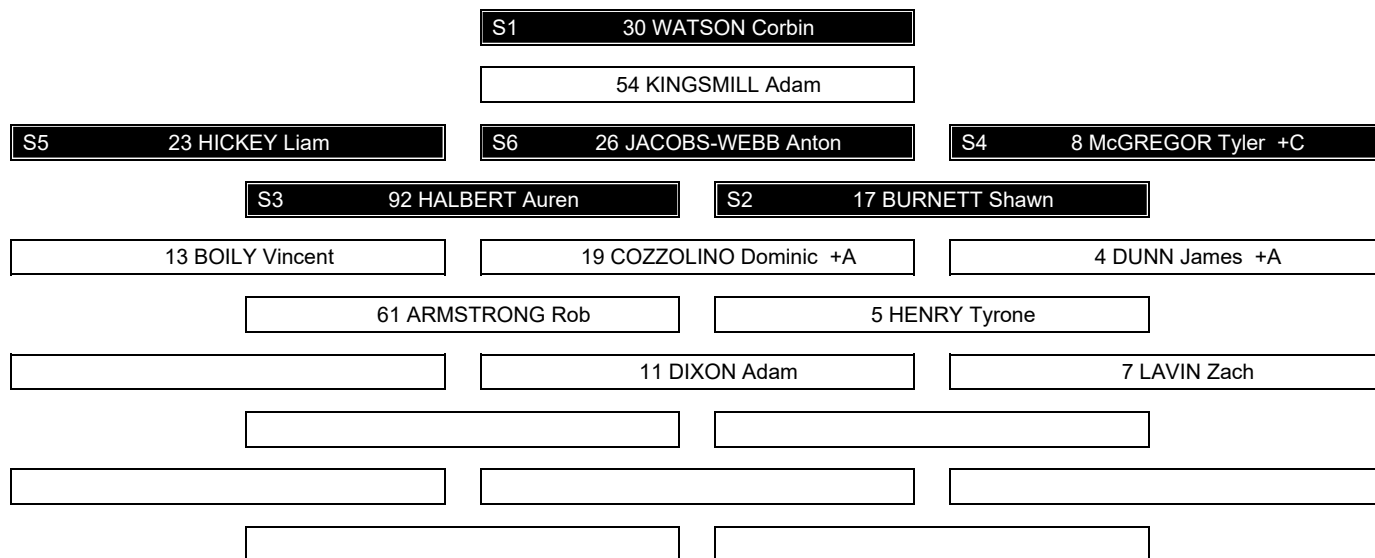 S1 30 WATSON Corbin
54 KINGSMILL Adam
S5 23 HICKEY Liam S6 26 JACOBS-WEBB Anton S4 8 McGREGOR Tyler +C
S3 92 HALBERT Auren S2 17 BURNETT Shawn
13 BOILY Vincent 19 COZZOLINO Dominic +A 4 DUNN James +A
61 ARMSTRONG Rob 5 HENRY Tyrone
11 DIXON Adam 7 LAVIN Zach